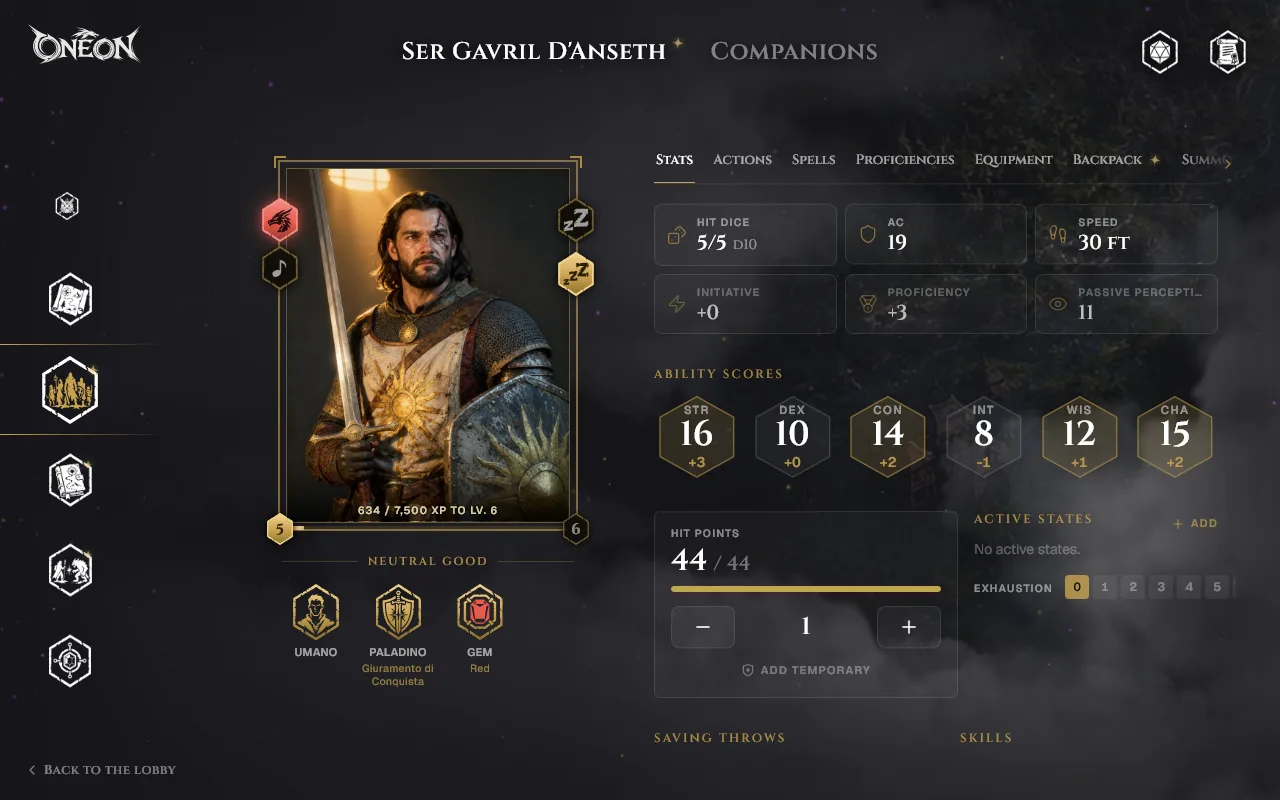 ONEON
SER GAVRIL D'ANSETH
COMPANIONS
STATS ACTIONS SPELLS PROFICIENCIES EQUIPMENT BACKPACK
HIT DICE
5/5 D10
AC
19
SPEED
30 FT
INITIATIVE
+0
PROFICIENCY
+3
PASSIVE PERCEPTI…
11
ABILITY SCORES
STR
16
+3
DEX
10
+0
CON
14
+2
INT
8
-1
WIS
12
+1
CHA
15
+2
zZ
zzZ
634 / 7,500 XP TO LV. 6
5
6
NEUTRAL GOOD
UMANO
PALADINO
Giuramento di
Conquista
GEM
Red
HIT POINTS
44 / 44
− 1 +
ADD TEMPORARY
ACTIVE STATES
+ ADD
No active states.
EXHAUSTION 0 1 2 3 4 5
SAVING THROWS
SKILLS
BACK TO THE LOBBY